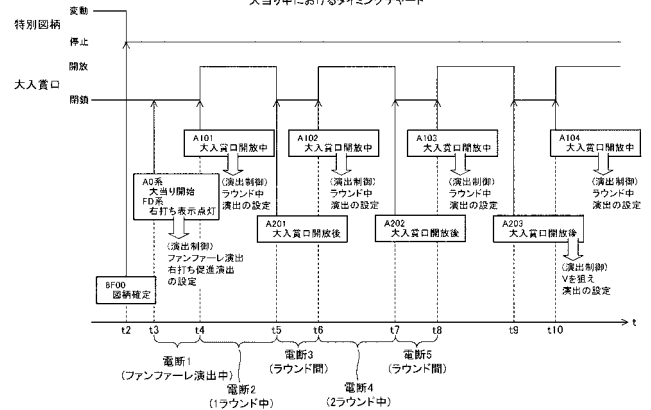 大当り中におけるタイミングチャート
変動
特別図柄
停止
開放
大入賞口
閉鎖
A101
大入賞口開放中
A102
大入賞口開放中
A103
大入賞口開放中
A104
大入賞口開放中
(演出制御)
ラウンド中
演出の設定
(演出制御)
ラウンド中
演出の設定
(演出制御)
ラウンド中
演出の設定
(演出制御)
ラウンド中
演出の設定
A0系
大当り開始
FD系
右打ち表示点灯
A201
大入賞口開放後
A202
大入賞口開放後
A203
大入賞口開放後
(演出制御)
ファンファーレ演出
右打ち促進演出
の設定
(演出制御)
Vを狙え
演出の設定
BF00
図柄確定
t2 t3 t4 t5 t6 t7 t8 t9 t10 t
電断1
(ファンファーレ演出中)
電断2
(1ラウンド中)
電断3
(ラウンド間)
電断4
(2ラウンド中)
電断5
(ラウンド間)